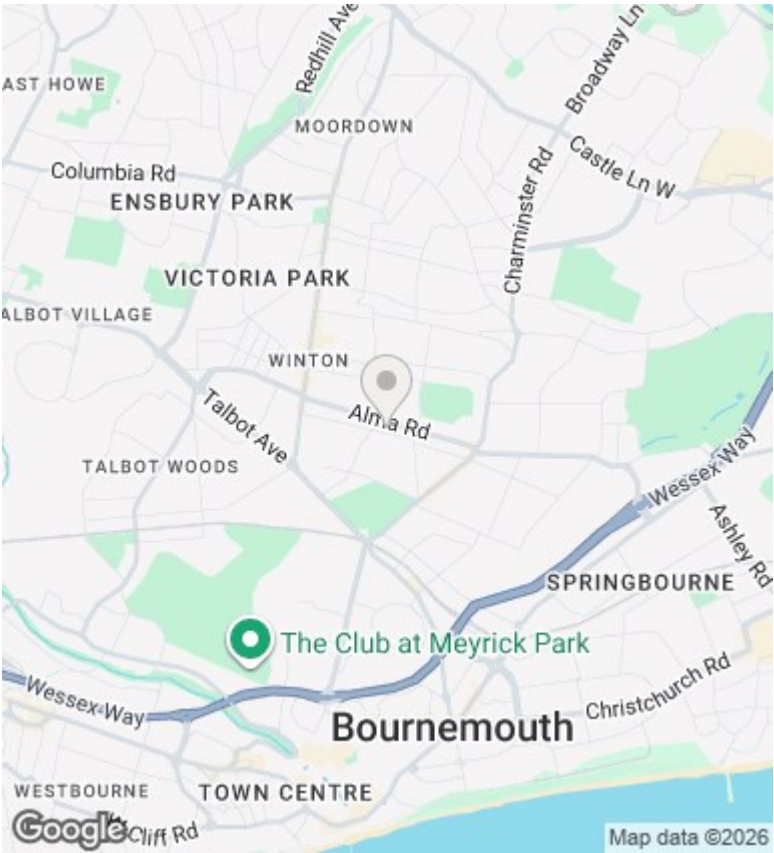 Redhill Ave
Broadway Ln
AST HOWE
MOORDOWN
Castle Ln W
Columbia Rd
ENSBURY PARK
Charminster Rd
VICTORIA PARK
ALBOT VILLAGE
WINTON
Talbot Ave
Alma Rd
TALBOT WOODS
Wessex Way
Ashley Rd
SPRINGBOURNE
The Club at Meyrick Park
Wessex Way
Christchurch Rd
Bournemouth
WESTBOURNE
TOWN CENTRE
Google
Cliff Rd
Map data ©2026